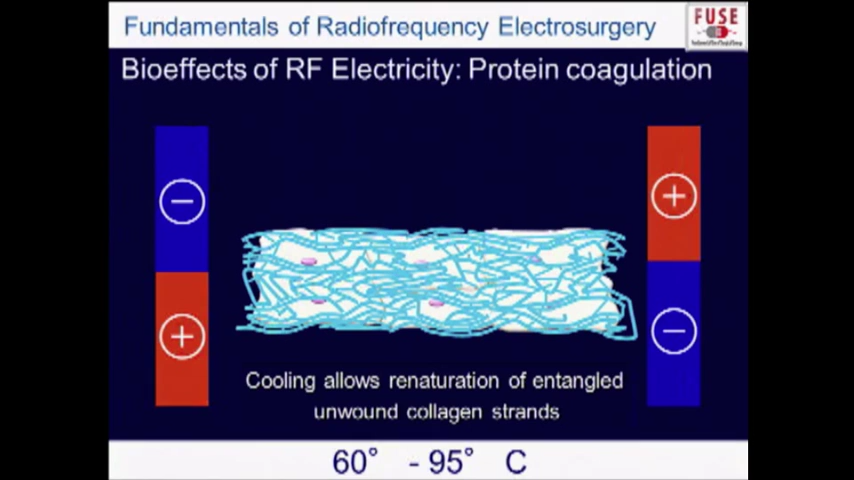 Fundamentals of Radiofrequency Electrosurgery
FUSE
Bioeffects of RF Electricity: Protein coagulation
− +
+ −
Cooling allows renaturation of entangled
unwound collagen strands
60° - 95° C